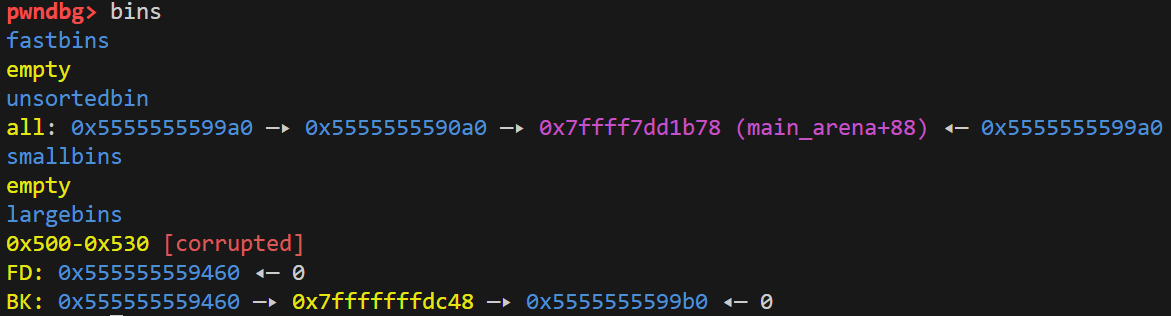 pwndbg> bins
fastbins
empty
unsortedbin
all: 0x5555555599a0 —▸ 0x5555555590a0 —▸ 0x7ffff7dd1b78 (main_arena+88) ◂— 0x5555555599a0
smallbins
empty
largebins
0x500-0x530 [corrupted]
FD: 0x555555559460 ◂— 0
BK: 0x555555559460 —▸ 0x7fffffffdc48 —▸ 0x5555555599b0 ◂— 0